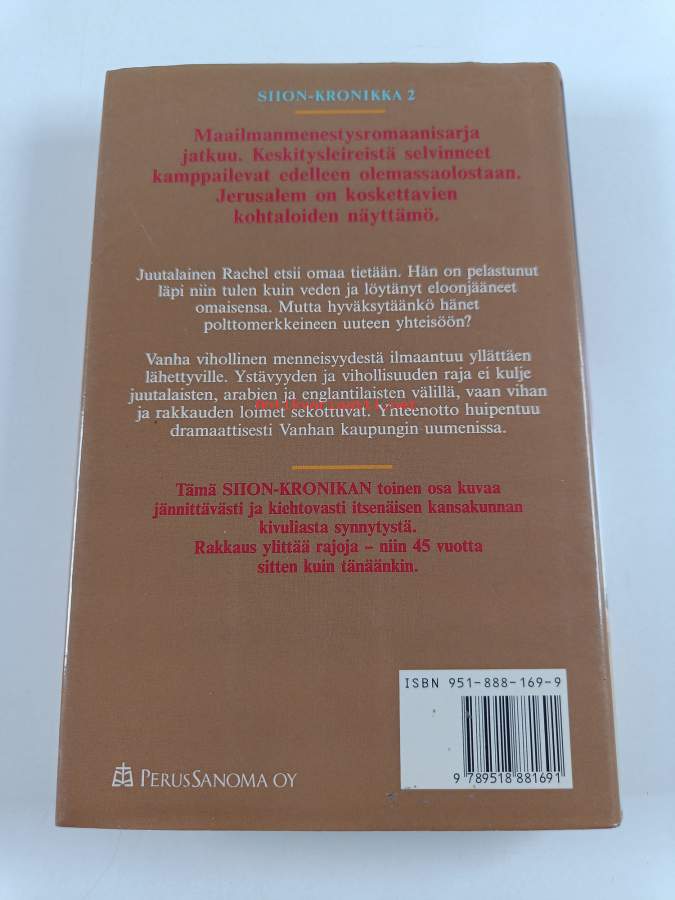 SIION-KRONIKKA 2
Maailmanmenestysromaanisarja
jatkuu. Keskitysleireistä selvinneet
kamppailevat edelleen olemassaolostaan.
Jerusalem on koskettavien
kohtaloiden näyttämö.
Juutalainen Rachel etsii omaa tietään. Hän on pelastunut
läpi niin tulen kuin veden ja löytänyt eloonjääneet
omaisensa. Mutta hyväksytäänkö hänet
polttomerkkeineen uuteen yhteisöön?
Vanha vihollinen menneisyydestä ilmaantuu yllättäen
lähettyville. Ystävyyden ja vihollisuuden raja ei kulje
juutalaisten, arabien ja englantilaisten välillä, vaan vihan
ja rakkauden loimet sekoittuvat. Yhteenotto huipentuu
dramaattisesti Vanhan kaupungin uumenissa.
Tämä SIION-KRONIKAN toinen osa kuvaa
jännittävästi ja kiehtovasti itsenäisen kansakunnan
kivuliasta synnytystä.
Rakkaus ylittää rajoja – niin 45 vuotta
sitten kuin tänäänkin.
ISBN 951-888-169-9
9 789518 881691
PERUSSANOMA OY